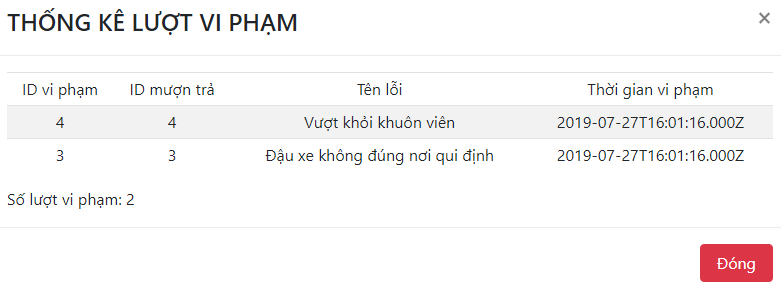 THỐNG KÊ LƯỢT VI PHẠM ×
ID vi phạm ID mượn trả Tên lỗi Thời gian vi phạm
4 4 Vượt khỏi khuôn viên 2019-07-27T16:01:16.000Z
3 3 Đậu xe không đúng nơi qui định 2019-07-27T16:01:16.000Z
Số lượt vi phạm: 2
Đóng